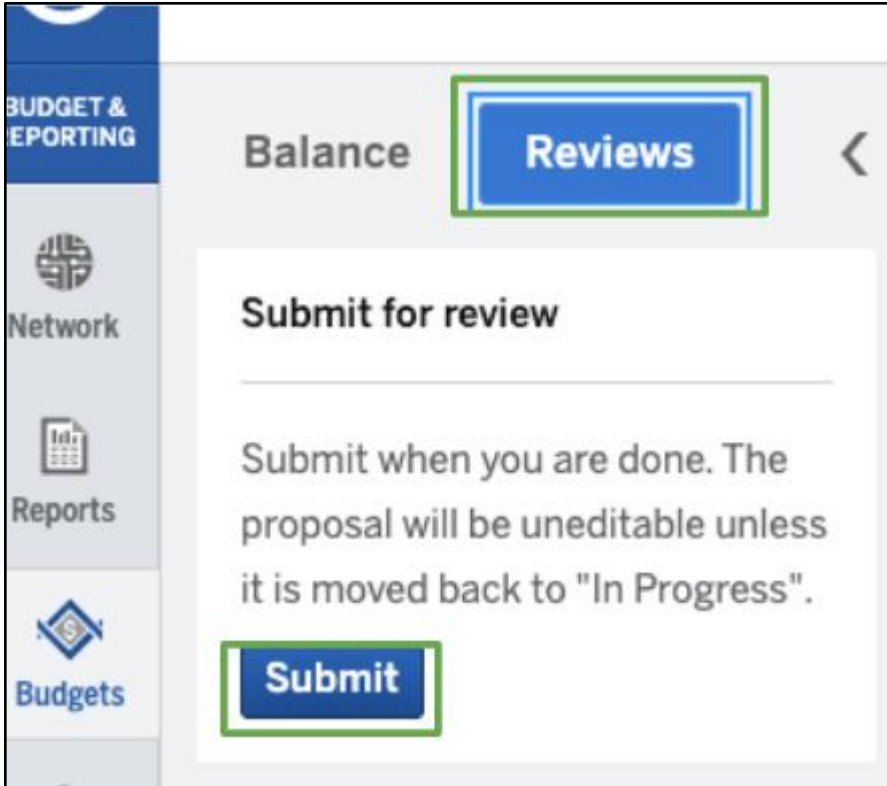 BUDGET &
REPORTING
Balance
Reviews
Network
Submit for review
Reports
Submit when you are done. The
proposal will be uneditable unless
it is moved back to "In Progress".
Budgets
Submit